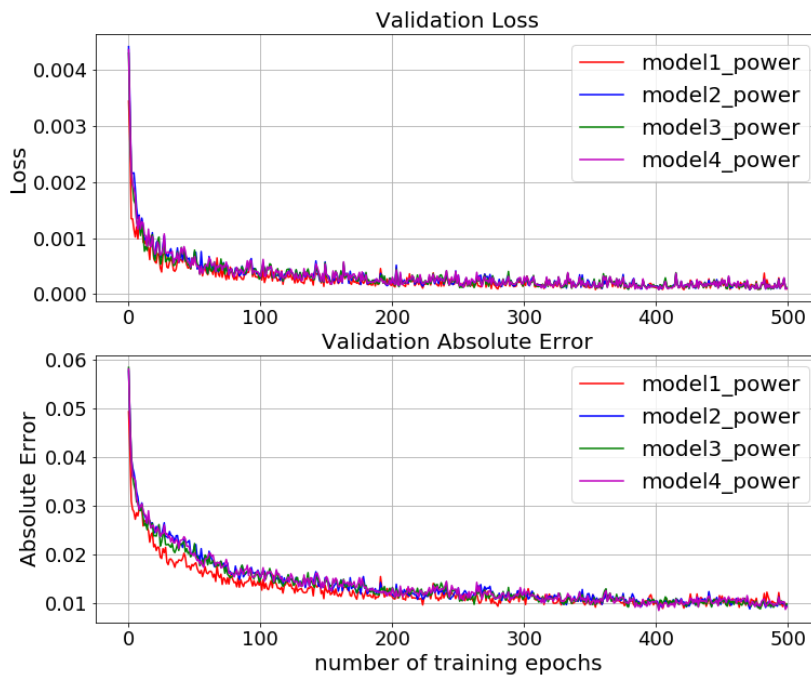 Validation Loss
0.004
0.003
0.002
0.001
0.000
Loss
model1_power
model2_power
model3_power
model4_power
0 100 200 300 400 500
Validation Absolute Error
0.06
0.05
0.04
0.03
0.02
0.01
Absolute Error
model1_power
model2_power
model3_power
model4_power
0 100 200 300 400 500
number of training epochs